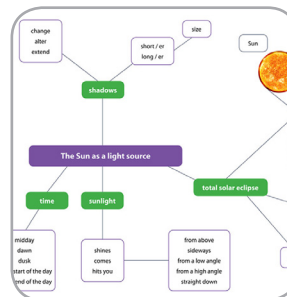 change
alter
extend
short / er
long / er
size
Sun
shadows
The Sun as a light source
time
sunlight
total solar eclipse
midday
dawn
dusk
start of the day
end of the day
shines
comes
hits you
from above
sideways
from a low angle
from a high angle
straight down